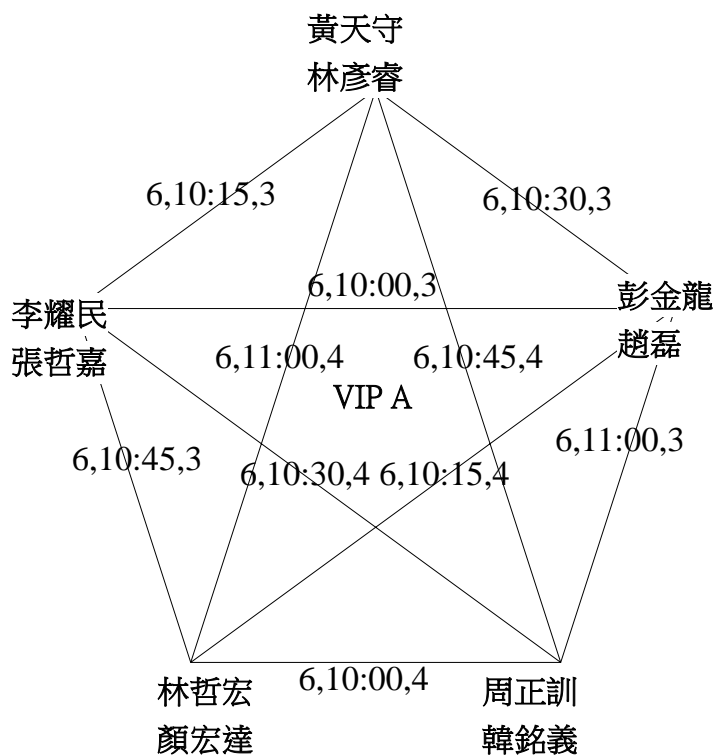 黃天守
林彥睿
6,10:15,3
6,10:30,3
6,10:00,3
李耀民
張哲嘉
彭金龍
趙磊
6,11:00,4
6,10:45,4
VIP A
6,10:45,3
6,10:30,4
6,10:15,4
6,11:00,3
6,10:00,4
林哲宏
顏宏達
周正訓
韓銘義